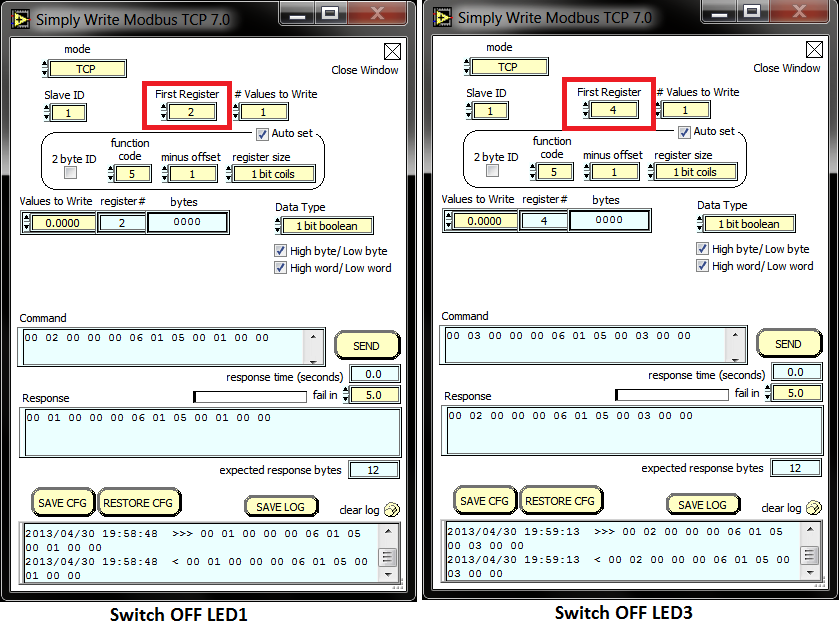 Simply Write Modbus TCP 7.0
mode
TCP
Close Window
Slave ID
1
First Register
2
# Values to Write
1
Auto set
2 byte ID
function
code
5
minus offset
1
register size
1 bit coils
Values to Write
register#
bytes
0.0000
2
0000
Data Type
1 bit boolean
High byte/ Low byte
High word/ Low word
Command
00 02 00 00 00 06 01 05 00 01 00 00
SEND
response time (seconds)
0.0
Response
fail in
5.0
00 01 00 00 00 06 01 05 00 01 00 00
expected response bytes
12
SAVE CFG
RESTORE CFG
SAVE LOG
clear log
2013/04/30 19:58:48 >>> 00 01 00 00 00 06 01 05
00 01 00 00
2013/04/30 19:58:48 < 00 01 00 00 00 06 01 05 00
01 00 00
Switch OFF LED1
Simply Write Modbus TCP 7.0
mode
TCP
Close Window
Slave ID
1
First Register
4
# Values to Write
1
Auto set
2 byte ID
function
code
5
minus offset
1
register size
1 bit coils
Values to Write
register#
bytes
0.0000
4
0000
Data Type
1 bit boolean
High byte/ Low byte
High word/ Low word
Command
00 03 00 00 00 06 01 05 00 03 00 00
SEND
response time (seconds)
0.0
Response
fail in
5.0
00 02 00 00 00 06 01 05 00 03 00 00
expected response bytes
12
SAVE CFG
RESTORE CFG
SAVE LOG
clear log
2013/04/30 19:59:13 >>> 00 02 00 00 00 06 01 05
00 03 00 00
2013/04/30 19:59:13 < 00 02 00 00 00 06 01 05 00
03 00 00
Switch OFF LED3